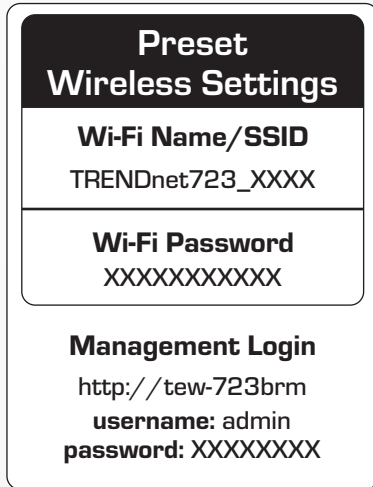 Preset
Wireless Settings
Wi-Fi Name/SSID
TRENDnet723_XXXX
Wi-Fi Password
XXXXXXXXXXX
Management Login
http://tew-723brm
username: admin
password: XXXXXXXX